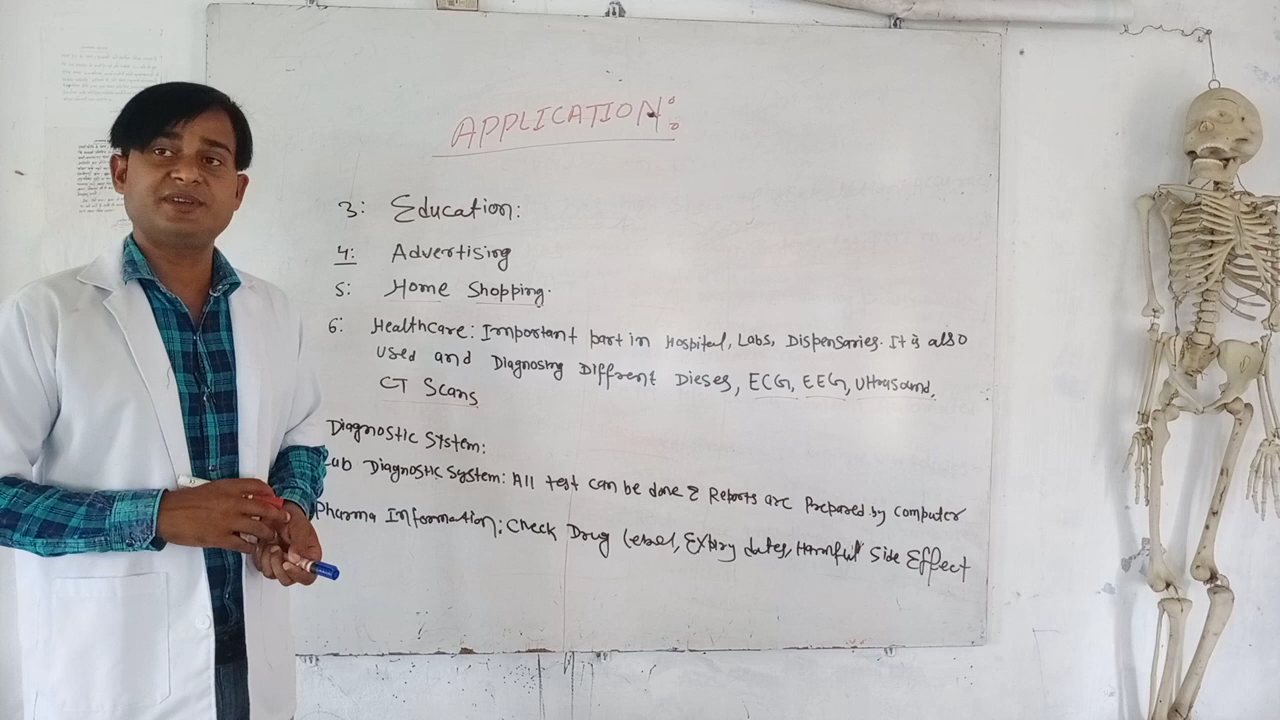 APPLICATION:
3: Education:
4: Advertising
5: Home Shopping.
6: Healthcare: Important part in Hospital, Labs, Dispensaries. It is also
used and Diagnosing Different Dieses, ECG, EEG, Ultrasound,
CT Scans
Diagnostic System:
Lab Diagnostic System: All test can be done & Reports are Prepared by computer
Pharma Information: Check Drug Lebel, Expiry dates, Harmful Side Effect